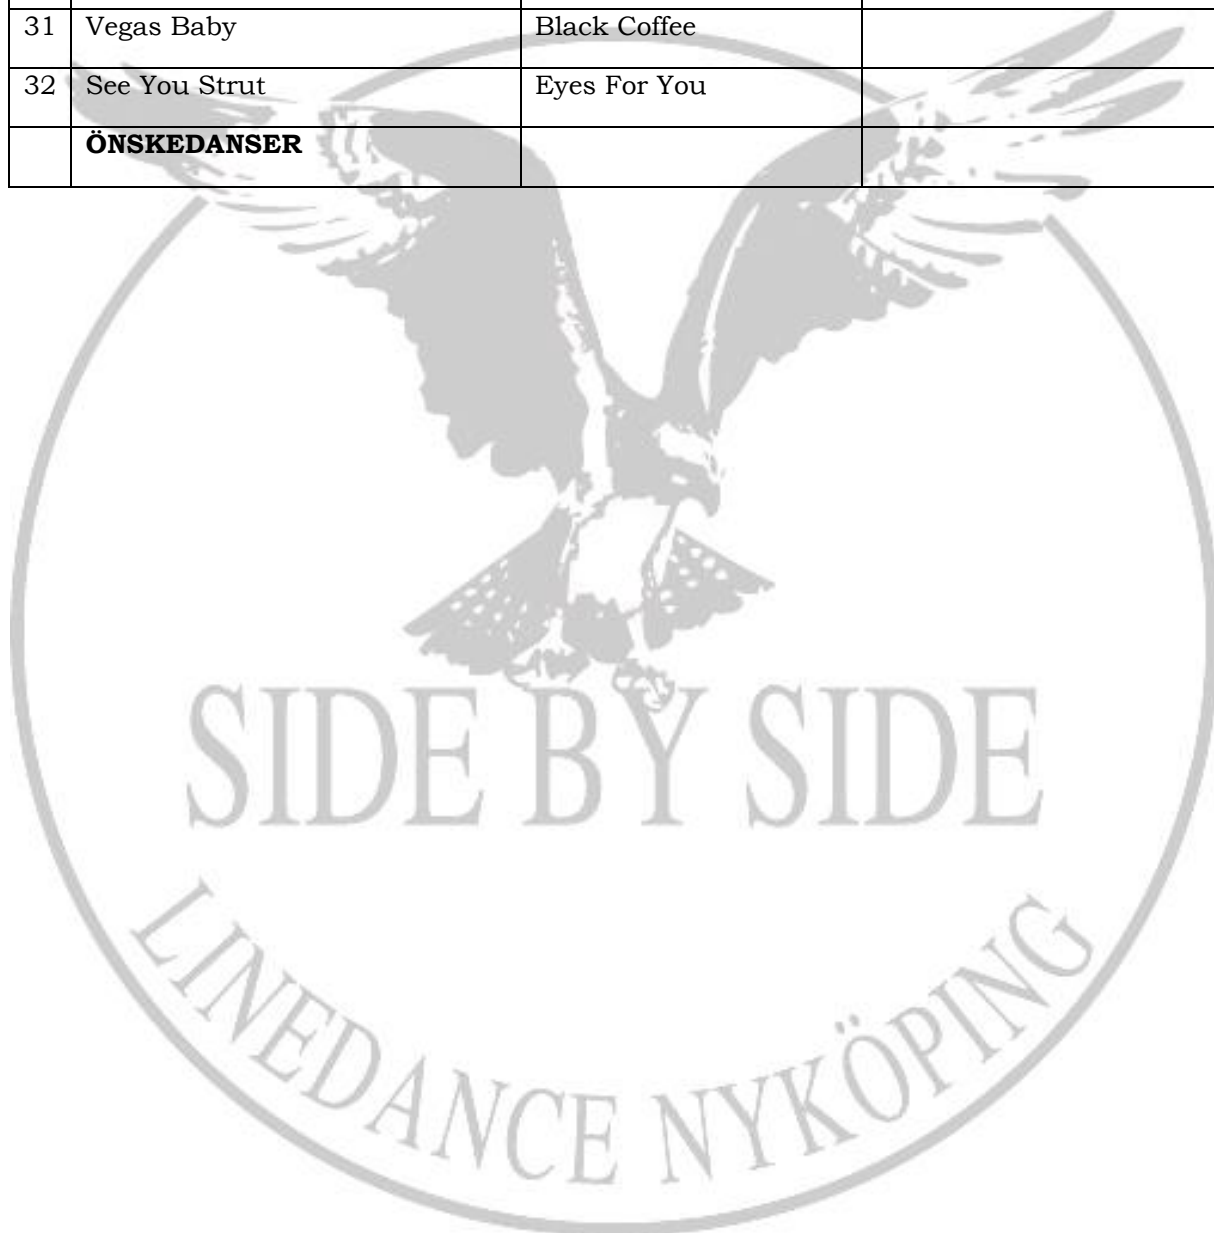 31 Vegas Baby Black Coffee
32 See You Strut Eyes For You
ÖNSKEDANSER
SIDE BY SIDE
LINEDANCE NYKÖPING